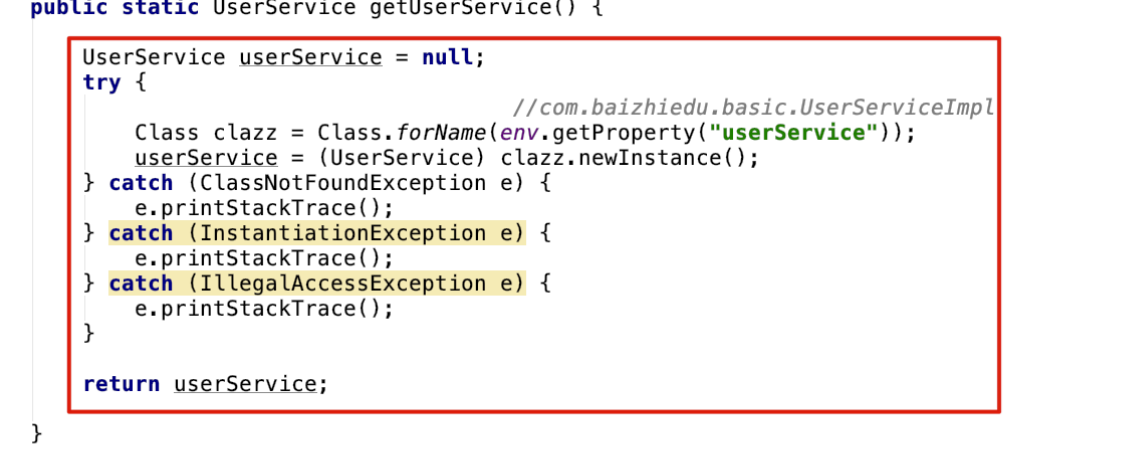 public static UserService getUserService() {
UserService userService = null;
try {
//com.baizhiedu.basic.UserServiceImpl
Class clazz = Class.forName(env.getProperty("userService"));
userService = (UserService) clazz.newInstance();
} catch (ClassNotFoundException e) {
e.printStackTrace();
} catch (InstantiationException e) {
e.printStackTrace();
} catch (IllegalAccessException e) {
e.printStackTrace();
}
return userService;
}